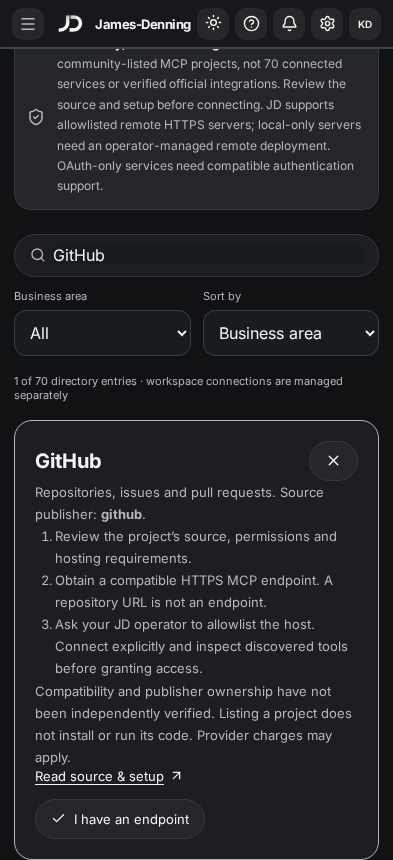 James-Denning
KD
community-listed MCP projects, not 70 connected
services or verified official integrations. Review the
source and setup before connecting. JD supports
allowlisted remote HTTPS servers; local-only servers
need an operator-managed remote deployment.
OAuth-only services need compatible authentication
support.
GitHub
Business area
Sort by
All
Business area
1 of 70 directory entries · workspace connections are managed
separately
GitHub
Repositories, issues and pull requests. Source
publisher: github.
1. Review the project's source, permissions and
hosting requirements.
2. Obtain a compatible HTTPS MCP endpoint. A
repository URL is not an endpoint.
3. Ask your JD operator to allowlist the host.
Connect explicitly and inspect discovered tools
before granting access.
Compatibility and publisher ownership have not
been independently verified. Listing a project does
not install or run its code. Provider charges may
apply.
Read source & setup
I have an endpoint